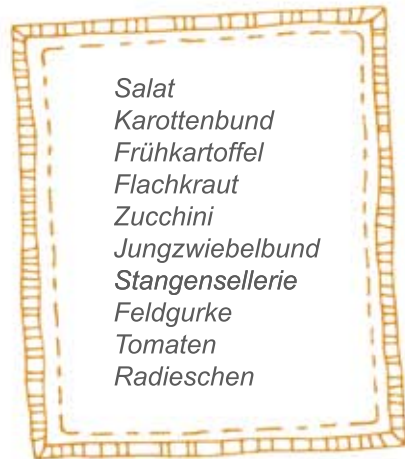 Salat
Karottenbund
Frühkartoffel
Flachkraut
Zucchini
Jungzwiebelbund
Stangensellerie
Feldgurke
Tomaten
Radieschen